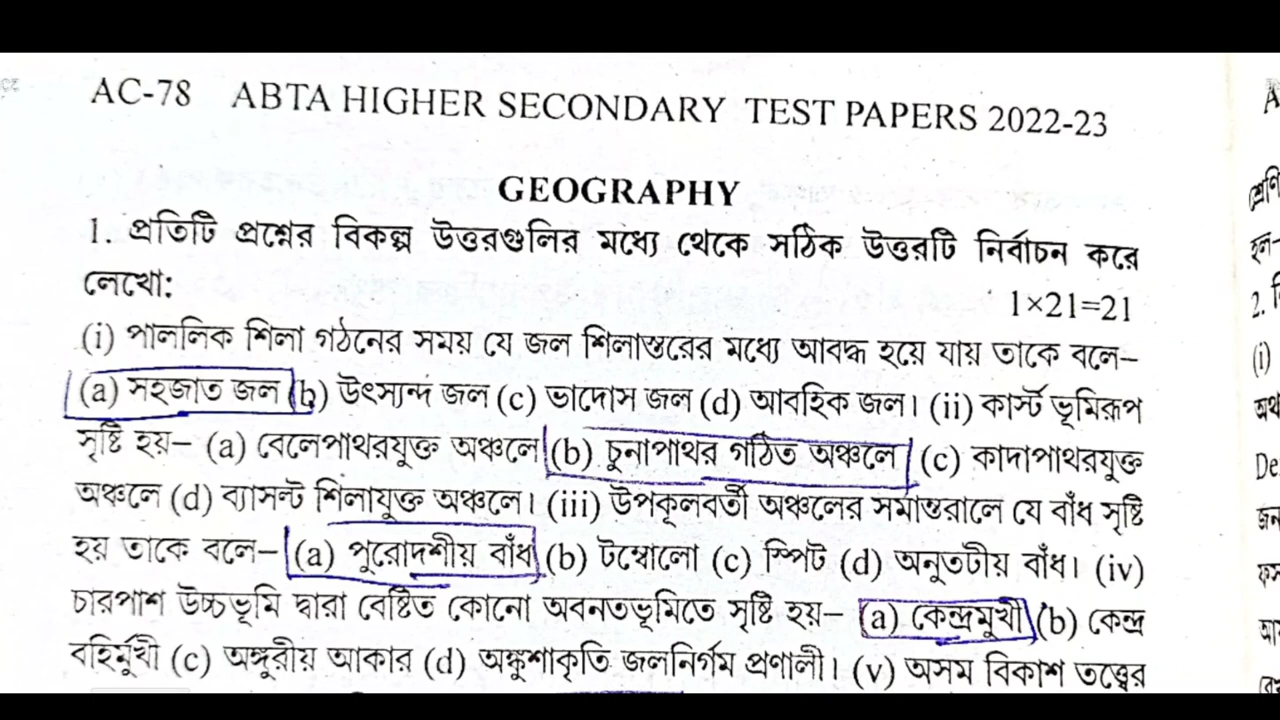 AC-78 ABTA HIGHER SECONDARY TEST PAPERS 2022-23
GEOGRAPHY
1. প্রতিটি প্রশ্নের বিকল্প উত্তরগুলির মধ্যে থেকে সঠিক উত্তরটি নির্বাচন করে
লেখো: 1×21=21
(i) পাললিক শিলা গঠনের সময় যে জল শিলাস্তরের মধ্যে আবদ্ধ হয়ে যায় তাকে বলে–
(a) সহজাত জল (b) উৎস্যন্দ জল (c) ভাদোস জল (d) আবহিক জল। (ii) কার্স্ট ভূমিরূপ
সৃষ্টি হয়– (a) বেলেপাথরযুক্ত অঞ্চলে (b) চুনাপাথর গঠিত অঞ্চলে (c) কাদাপাথরযুক্ত
অঞ্চলে (d) ব্যাসল্ট শিলাযুক্ত অঞ্চলে। (iii) উপকূলবর্তী অঞ্চলের সমান্তরালে যে বাঁধ সৃষ্টি
হয় তাকে বলে– (a) পুরোদশীয় বাঁধ (b) টম্বোলো (c) স্পিট (d) অনুতটীয় বাঁধ। (iv)
চারপাশ উচ্চভূমি দ্বারা বেষ্টিত কোনো অবনতভূমিতে সৃষ্টি হয়– (a) কেন্দ্রমুখী (b) কেন্দ্র
বহির্মুখী (c) অঙ্গুরীয় আকার (d) অঙ্কুশাকৃতি জলনির্গম প্রণালী। (v) অসম বিকাশ তত্ত্বের
2.
(i)